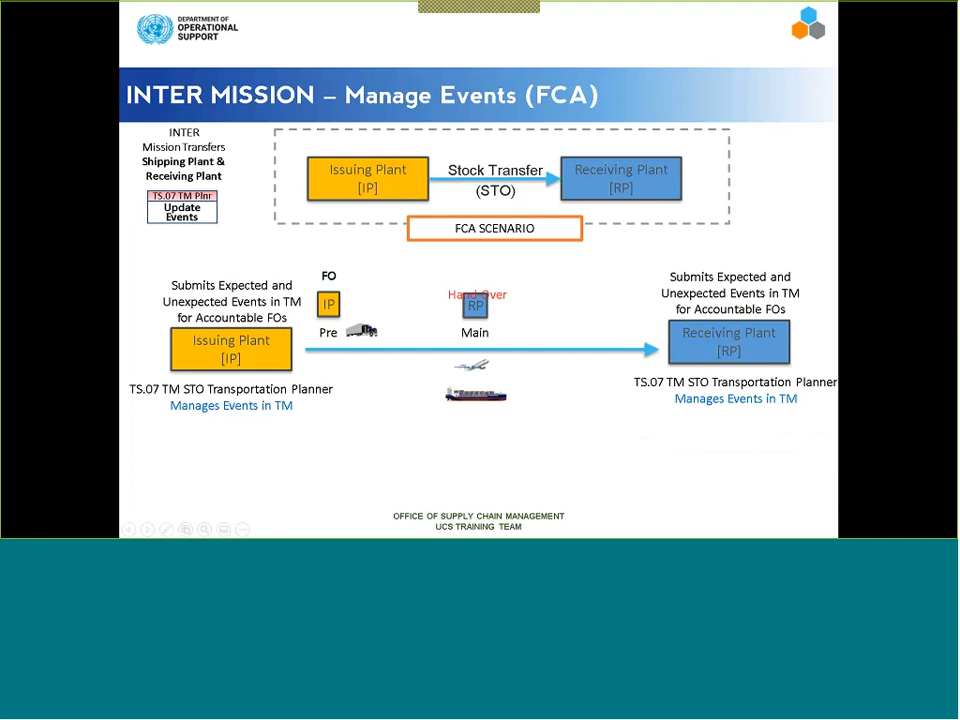 DEPARTMENT OF
OPERATIONAL
SUPPORT
INTER MISSION – Manage Events (FCA)
INTER
Mission Transfers
Shipping Plant &
Receiving Plant
TS.07 TM Plnr
Update
Events
Issuing Plant
[IP]
Stock Transfer
(STO)
Receiving Plant
[RP]
FCA SCENARIO
Submits Expected and
Unexpected Events in TM
for Accountable FOs
Issuing Plant
[IP]
TS.07 TM STO Transportation Planner
Manages Events in TM
FO
IP
Pre
Hand-Over
RP
Main
Submits Expected and
Unexpected Events in TM
for Accountable FOs
Receiving Plant
[RP]
TS.07 TM STO Transportation Planner
Manages Events in TM
OFFICE OF SUPPLY CHAIN MANAGEMENT
UCS TRAINING TEAM